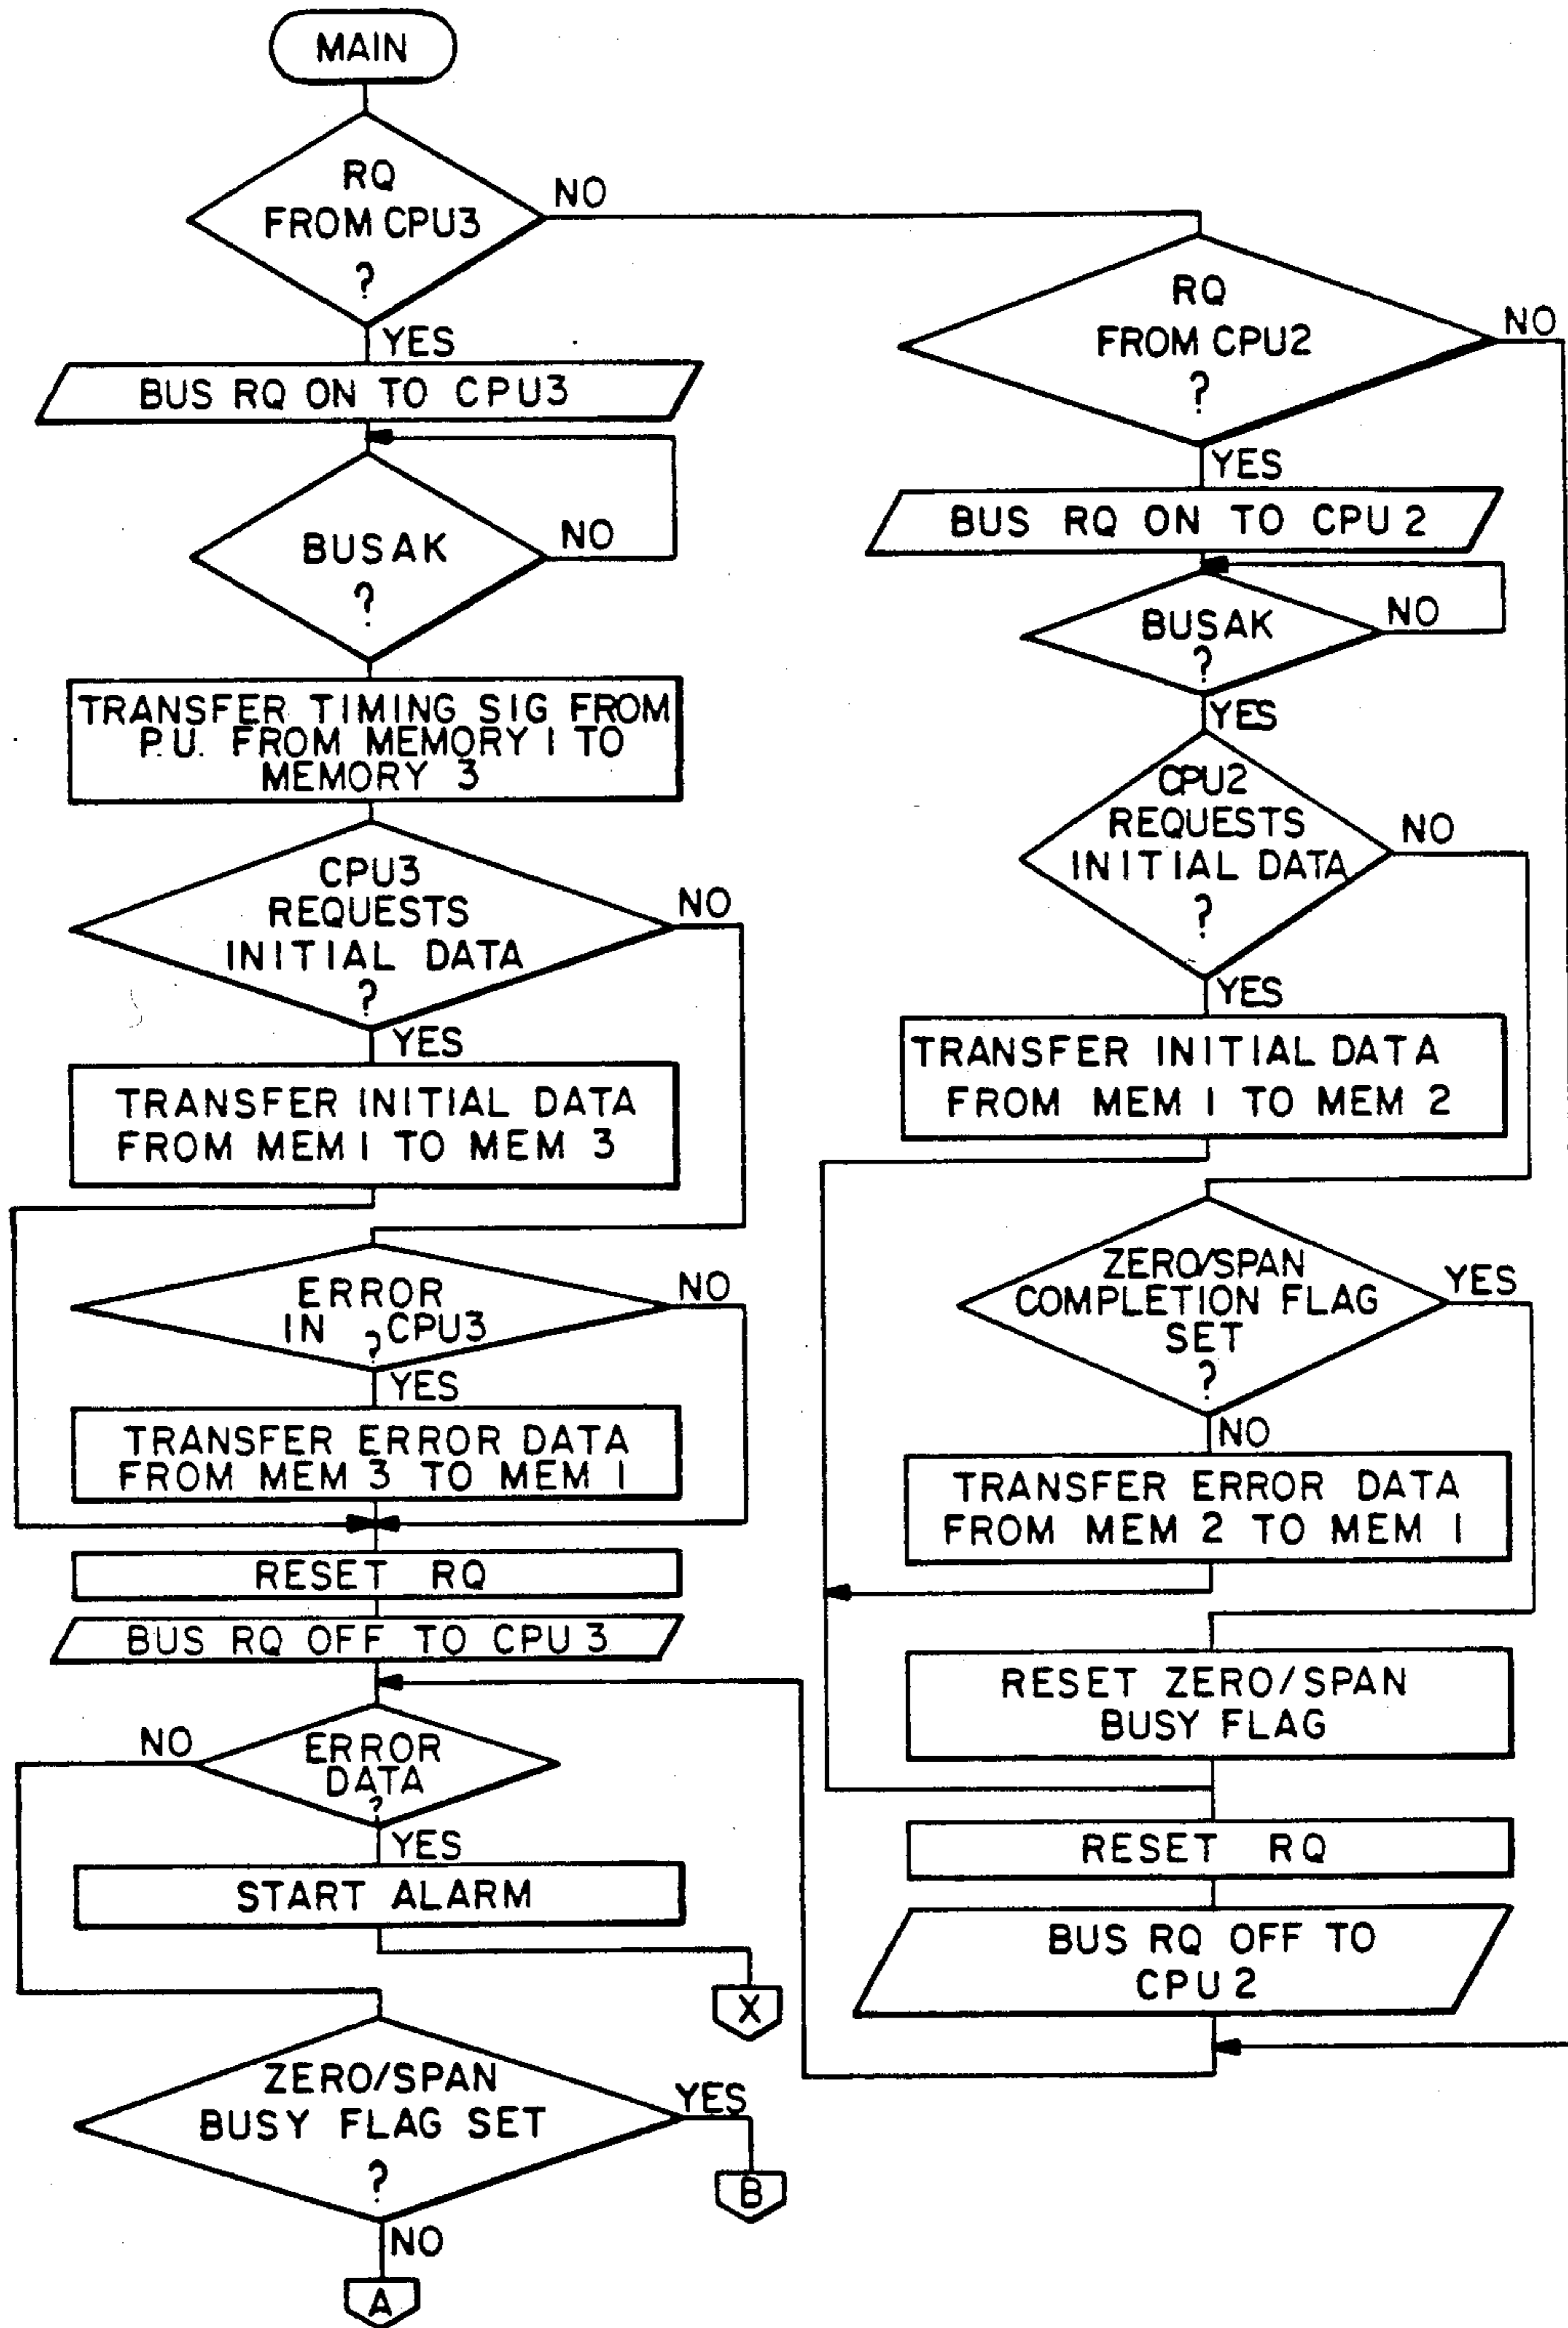 MAIN
RQ
FROM CPU3
?
NO
YES
BUS RQ ON TO CPU3
BUSAK
?
NO
TRANSFER TIMING SIG FROM
P.U. FROM MEMORY 1 TO
MEMORY 3
CPU3
REQUESTS
INITIAL DATA
?
NO
YES
TRANSFER INITIAL DATA
FROM MEM 1 TO MEM 3
ERROR
IN CPU3
?
NO
YES
TRANSFER ERROR DATA
FROM MEM 3 TO MEM 1
RESET RQ
BUS RQ OFF TO CPU 3
ERROR
DATA
?
NO
YES
START ALARM
X
ZERO/SPAN
BUSY FLAG SET
?
YES
B
NO
A
RQ
FROM CPU2
?
NO
YES
BUS RQ ON TO CPU 2
BUSAK
?
NO
YES
CPU2
REQUESTS
INITIAL DATA
?
NO
YES
TRANSFER INITIAL DATA
FROM MEM 1 TO MEM 2
ZERO/SPAN
COMPLETION FLAG
SET
?
YES
NO
TRANSFER ERROR DATA
FROM MEM 2 TO MEM 1
RESET ZERO/SPAN
BUSY FLAG
RESET RQ
BUS RQ OFF TO
CPU 2